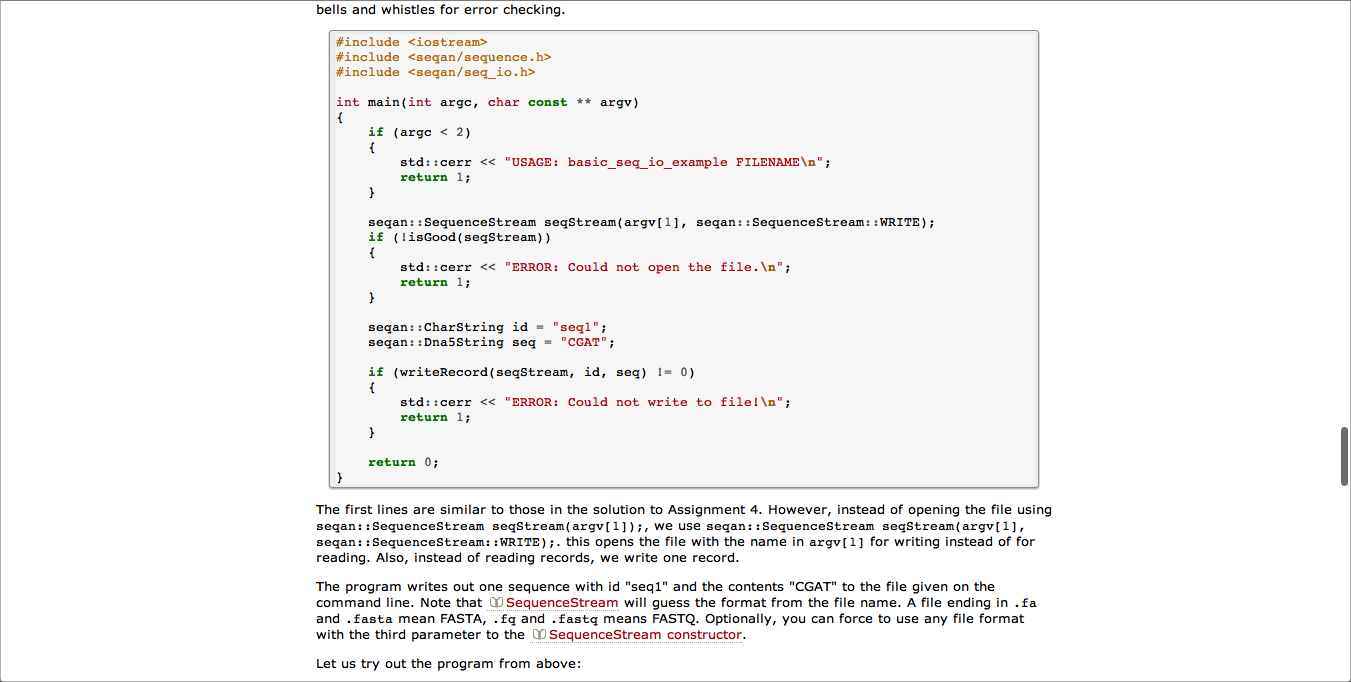 bells and whistles for error checking.
#include <iostream>
#include <seqan/sequence.h>
#include <seqan/seq_io.h>
int main(int argc, char const ** argv)
{
if (argc < 2)
{
std::cerr << "USAGE: basic_seq_io_example FILENAME\n";
return 1;
}
seqan::SequenceStream seqStream(argv[1], seqan::SequenceStream::WRITE);
if (!isGood(seqStream))
{
std::cerr << "ERROR: Could not open the file.\n";
return 1;
}
seqan::CharString id = "seq1";
seqan::Dna5String seq = "CGAT";
if (writeRecord(seqStream, id, seq) != 0)
{
std::cerr << "ERROR: Could not write to file!\n";
return 1;
}
return 0;
}
The first lines are similar to those in the solution to Assignment 4. However, instead of opening the file using
seqan::SequenceStream seqStream(argv[1]);, we use seqan::SequenceStream seqStream(argv[1],
seqan::SequenceStream::WRITE);. this opens the file with the name in argv[1] for writing instead of for
reading. Also, instead of reading records, we write one record.
The program writes out one sequence with id "seq1" and the contents "CGAT" to the file given on the
command line. Note that SequenceStream will guess the format from the file name. A file ending in .fa
and .fasta mean FASTA, .fq and .fastq means FASTQ. Optionally, you can force to use any file format
with the third parameter to the SequenceStream constructor.
Let us try out the program from above: